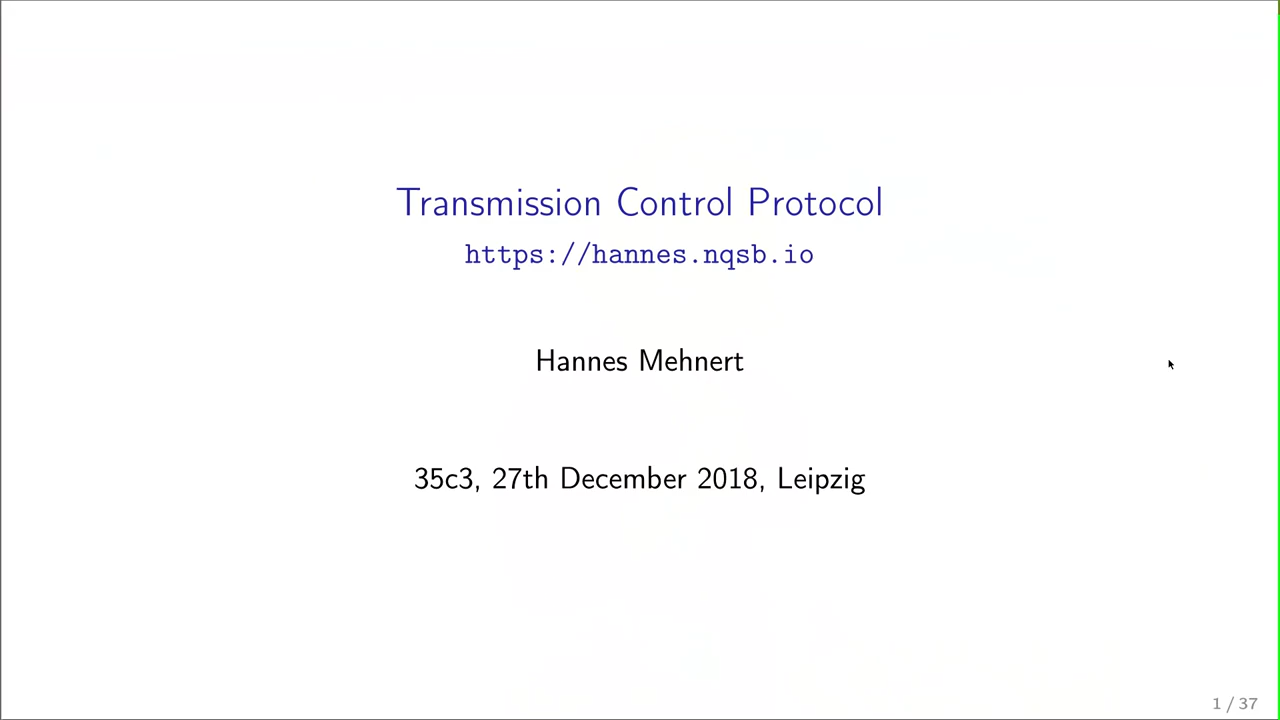 Transmission Control Protocol
https://hannes.nqsb.io
Hannes Mehnert
35c3, 27th December 2018, Leipzig
1 / 37